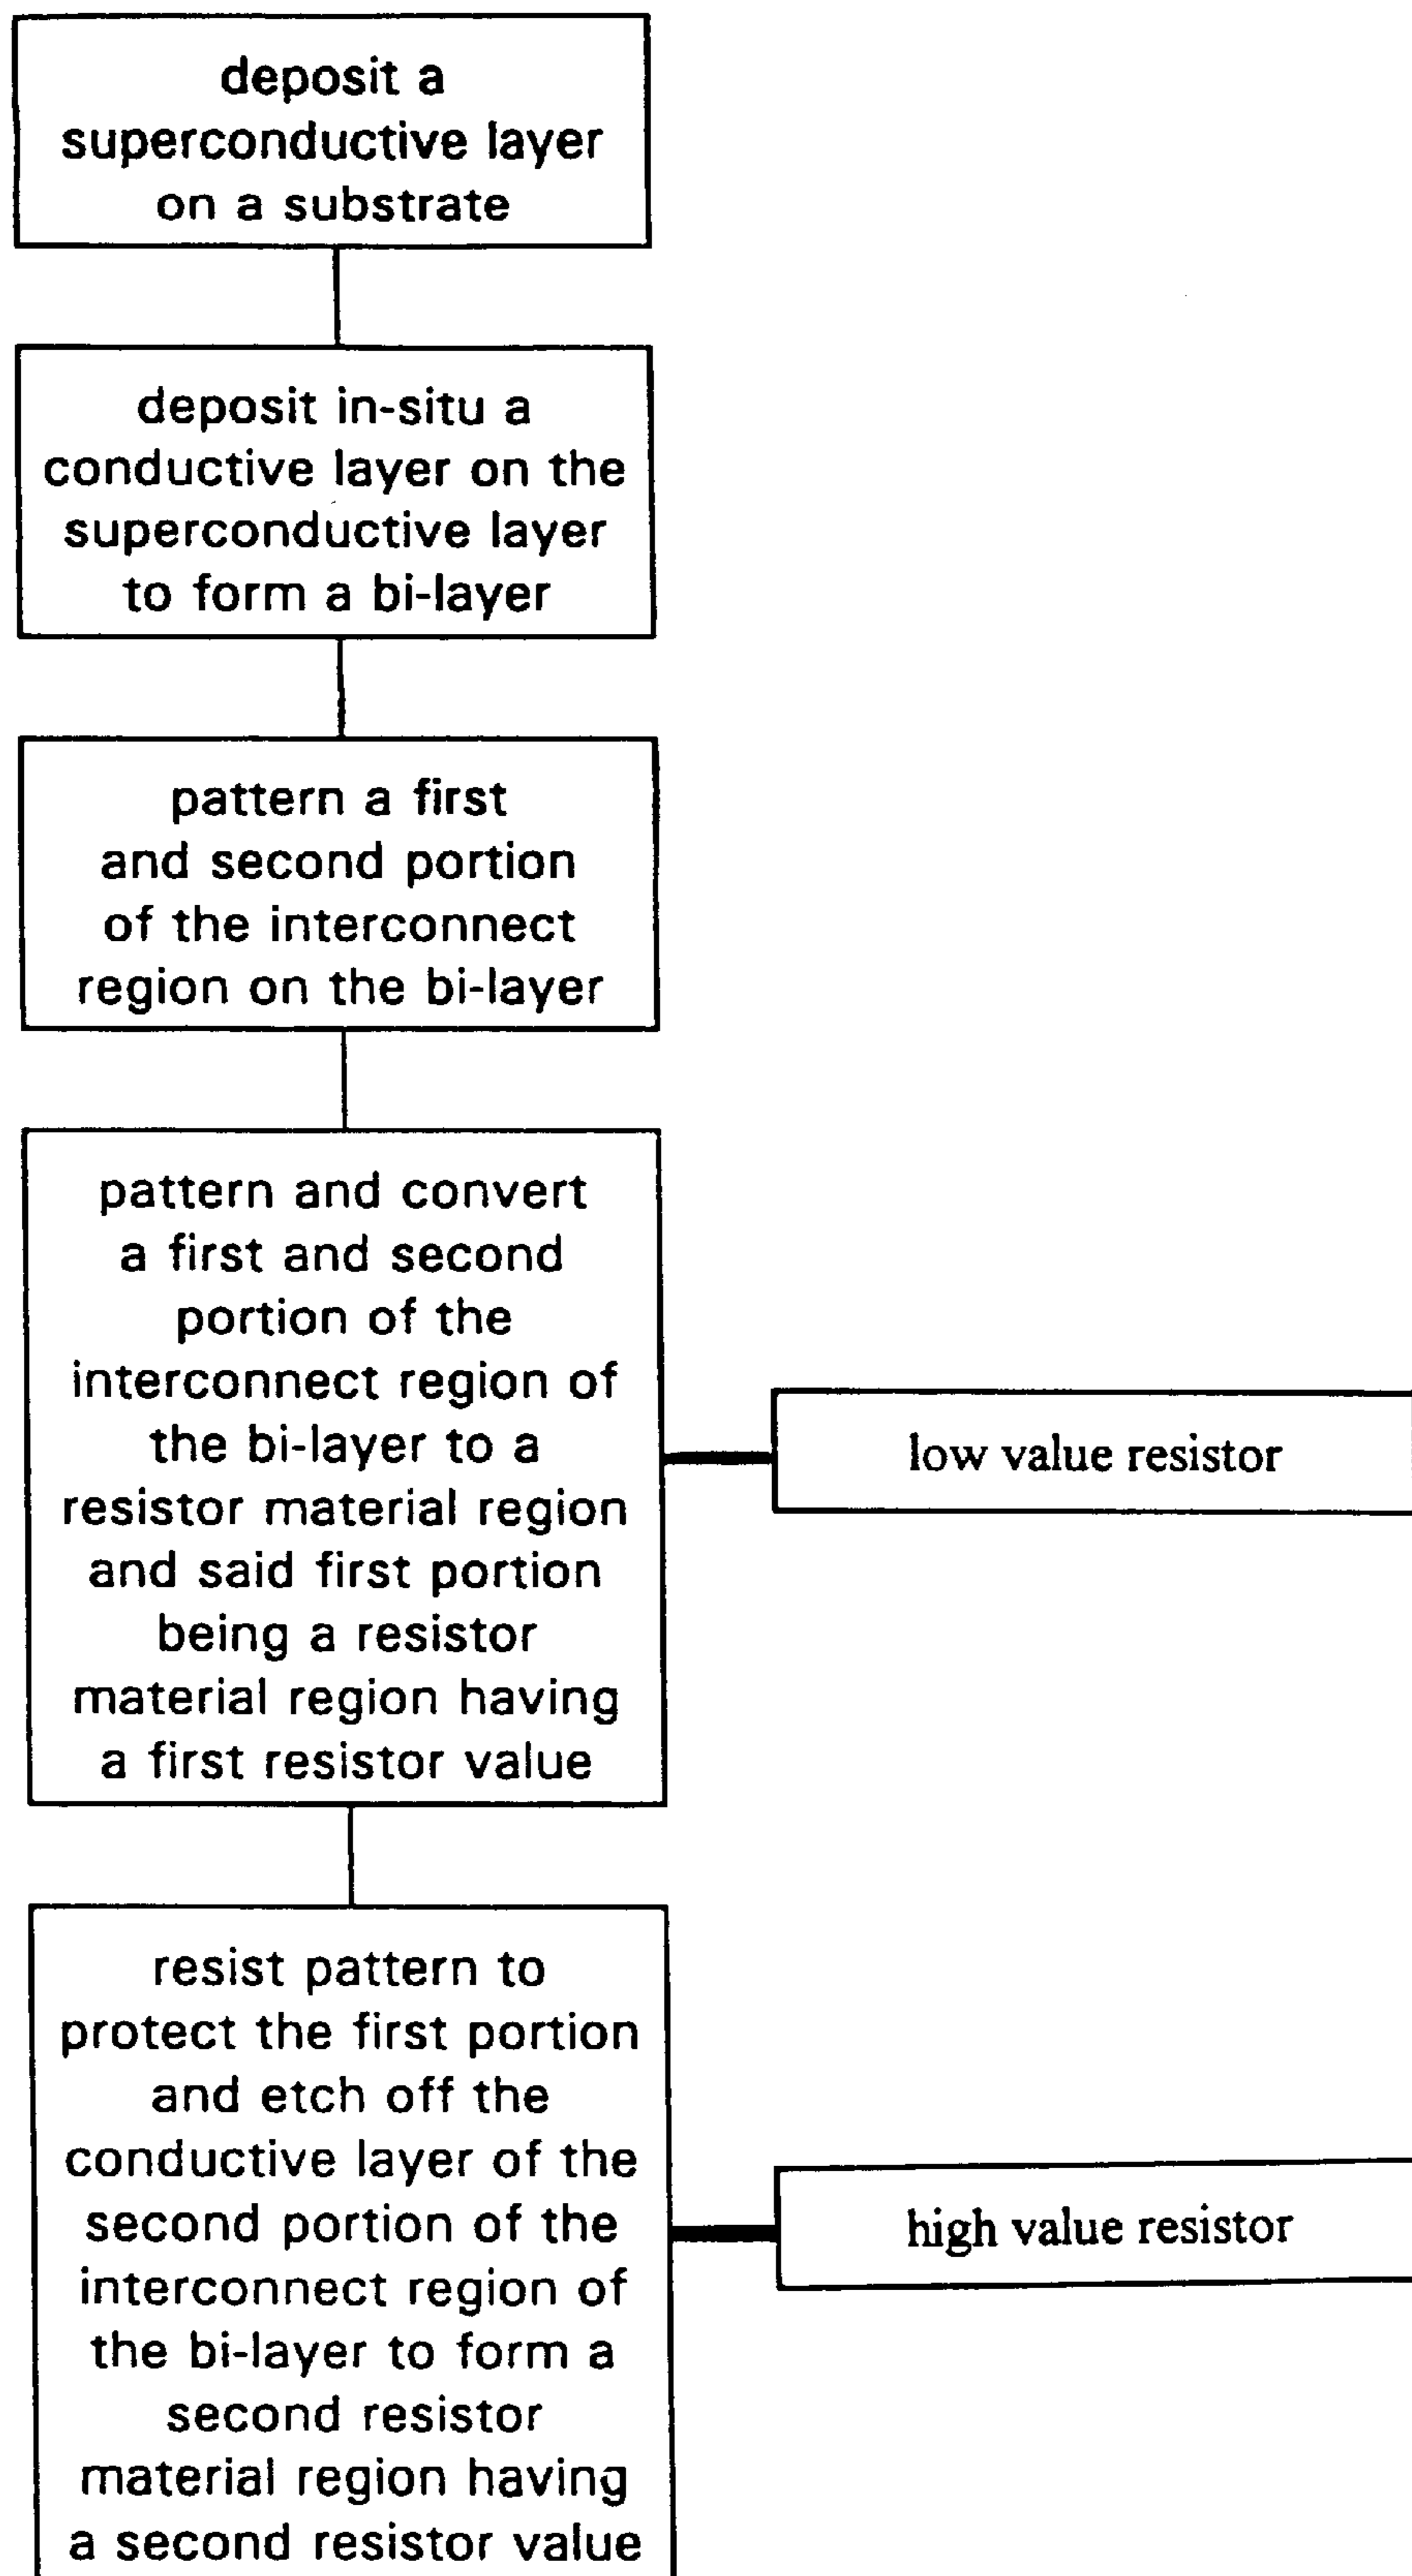 deposit a
superconductive layer
on a substrate
deposit in-situ a
conductive layer on the
superconductive layer
to form a bi-layer
pattern a first
and second portion
of the interconnect
region on the bi-layer
pattern and convert
a first and second
portion of the
interconnect region of
the bi-layer to a
resistor material region
and said first portion
being a resistor
material region having
a first resistor value
low value resistor
resist pattern to
protect the first portion
and etch off the
conductive layer of the
second portion of the
interconnect region of
the bi-layer to form a
second resistor
material region having
a second resistor value
high value resistor